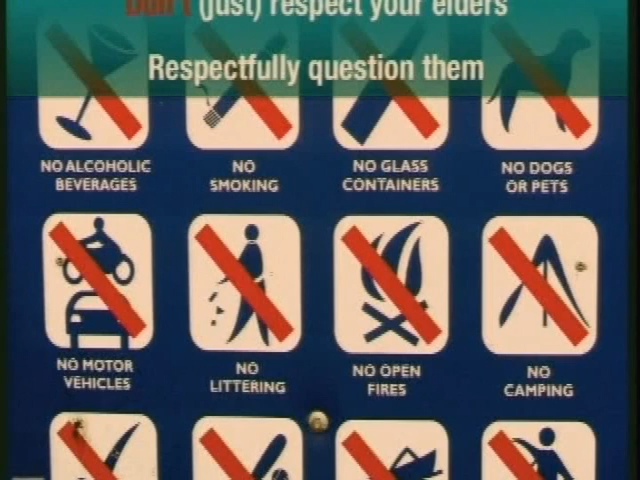 Don't (just) respect your elders
Respectfully question them
NO ALCOHOLIC
BEVERAGES
NO
SMOKING
NO GLASS
CONTAINERS
NO DOGS
OR PETS
NO MOTOR
VEHICLES
NO
LITTERING
NO OPEN
FIRES
NO
CAMPING